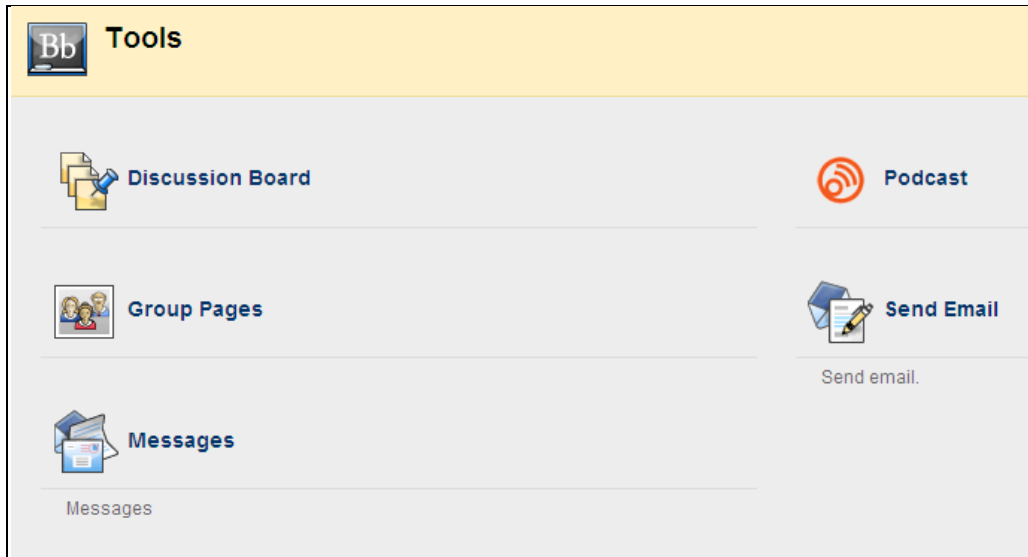 Bb Tools
Discussion Board
Podcast
Group Pages
Send Email
Send email.
Messages
Messages